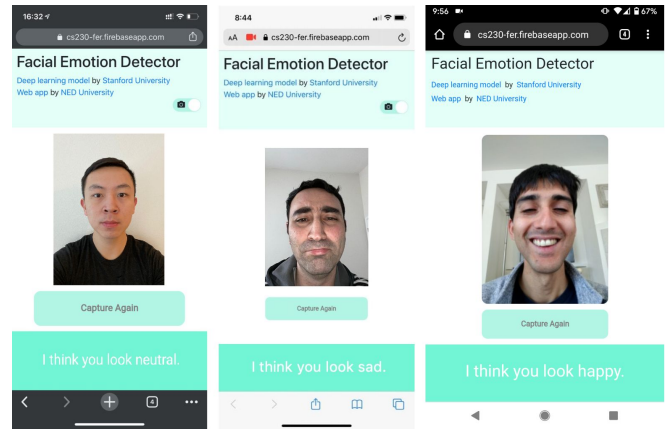 16:32
cs230-fer.firebaseapp.com
Facial Emotion Detector
Deep learning model by Stanford University
Web app by NED University
Capture Again
I think you look neutral.
4
8:44
AA cs230-fer.firebaseapp.com
Facial Emotion Detector
Deep learning model by Stanford University
Web app by NED University
Capture Again
I think you look sad.
9:56 67%
cs230-fer.firebaseapp.com 4
Facial Emotion Detector
Deep learning model by Stanford University
Web app by NED University
Capture Again
I think you look happy.